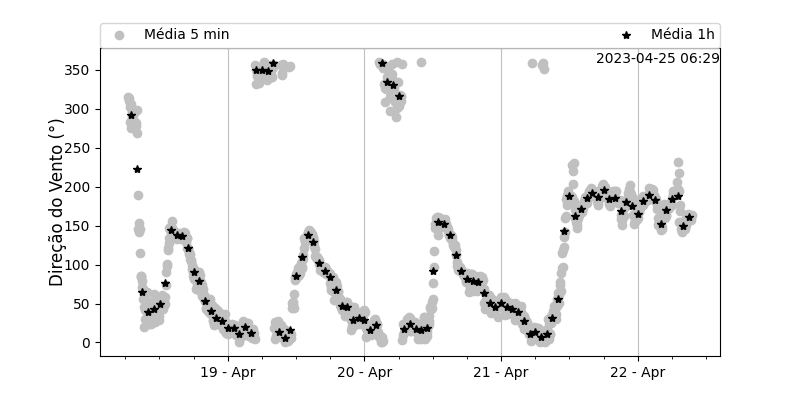 Média 5 min
Média 1h
2023-04-25 06:29
Direção do Vento (°)
350
300
250
200
150
100
50
0
19 - Apr
20 - Apr
21 - Apr
22 - Apr